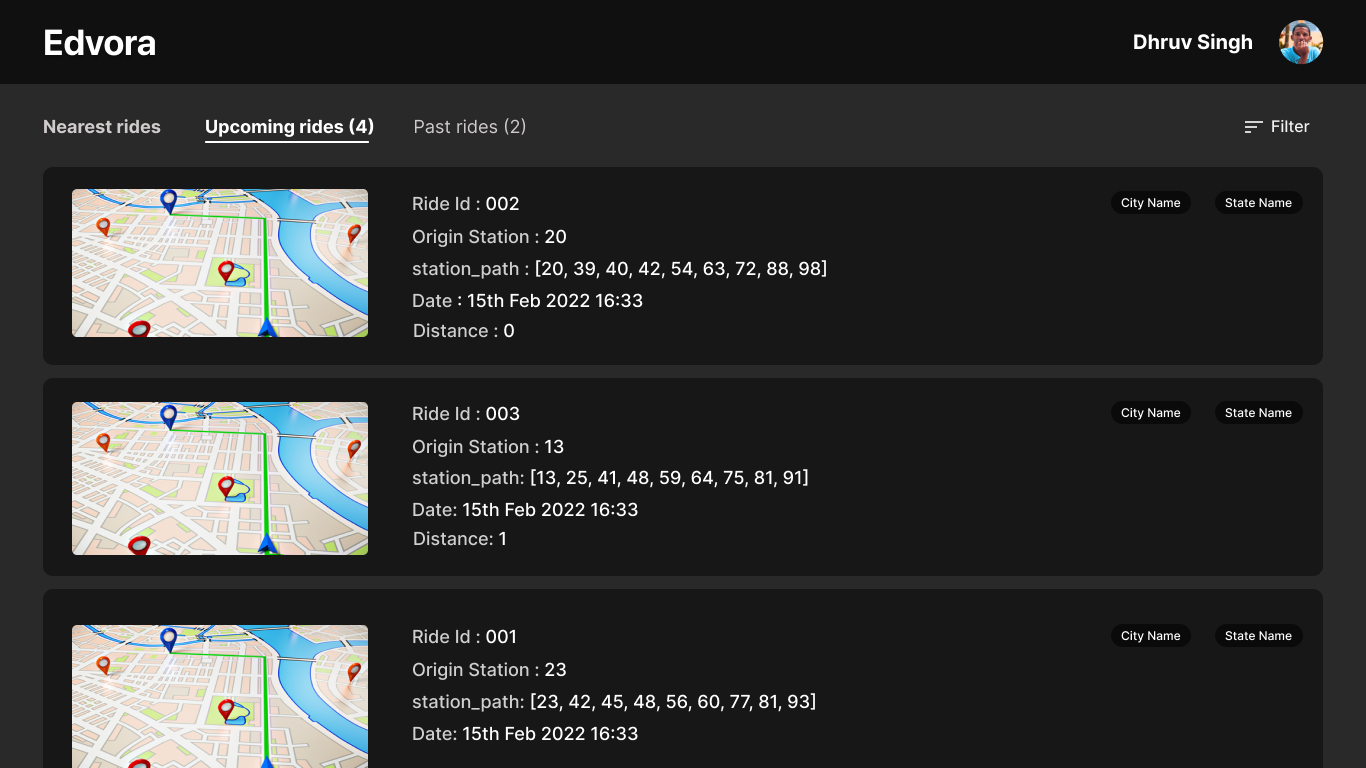 Edvora
Dhruv Singh
Nearest rides
Upcoming rides (4)
Past rides (2)
Filter
Ride Id : 002
City Name
State Name
Origin Station : 20
station_path : [20, 39, 40, 42, 54, 63, 72, 88, 98]
Date : 15th Feb 2022 16:33
Distance : 0
Ride Id : 003
City Name
State Name
Origin Station : 13
station_path: [13, 25, 41, 48, 59, 64, 75, 81, 91]
Date: 15th Feb 2022 16:33
Distance: 1
Ride Id : 001
City Name
State Name
Origin Station : 23
station_path: [23, 42, 45, 48, 56, 60, 77, 81, 93]
Date: 15th Feb 2022 16:33